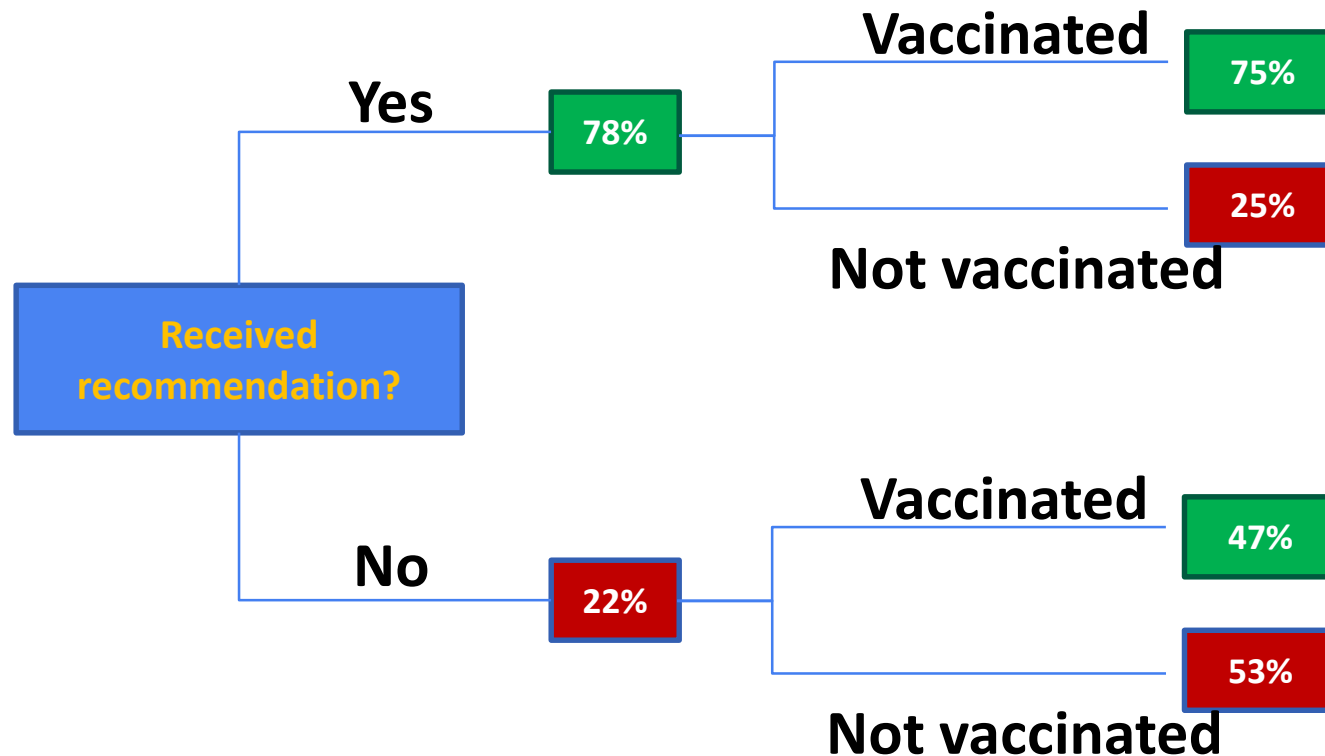 Vaccinated
75%
Yes
78%
25%
Not vaccinated
Received
recommendation?
Vaccinated
47%
No
22%
53%
Not vaccinated